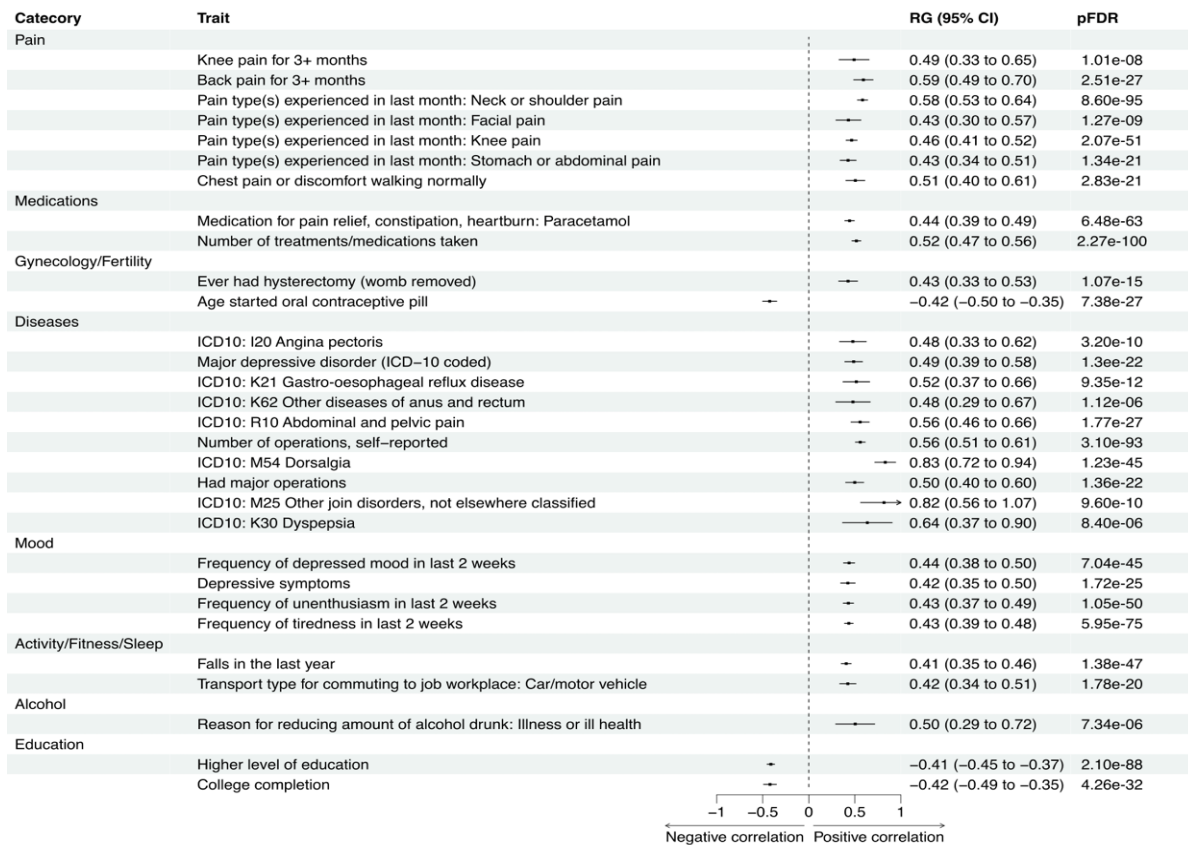 Catecory Trait RG (95% CI) pFDR
Pain
Knee pain for 3+ months 0.49 (0.33 to 0.65) 1.01e-08
Back pain for 3+ months 0.59 (0.49 to 0.70) 2.51e-27
Pain type(s) experienced in last month: Neck or shoulder pain 0.58 (0.53 to 0.64) 8.60e-95
Pain type(s) experienced in last month: Facial pain 0.43 (0.30 to 0.57) 1.27e-09
Pain type(s) experienced in last month: Knee pain 0.46 (0.41 to 0.52) 2.07e-51
Pain type(s) experienced in last month: Stomach or abdominal pain 0.43 (0.34 to 0.51) 1.34e-21
Chest pain or discomfort walking normally 0.51 (0.40 to 0.61) 2.83e-21
Medications
Medication for pain relief, constipation, heartburn: Paracetamol 0.44 (0.39 to 0.49) 6.48e-63
Number of treatments/medications taken 0.52 (0.47 to 0.56) 2.27e-100
Gynecology/Fertility
Ever had hysterectomy (womb removed) 0.43 (0.33 to 0.53) 1.07e-15
Age started oral contraceptive pill −0.42 (−0.50 to −0.35) 7.38e-27
Diseases
ICD10: I20 Angina pectoris 0.48 (0.33 to 0.62) 3.20e-10
Major depressive disorder (ICD−10 coded) 0.49 (0.39 to 0.58) 1.3ee-22
ICD10: K21 Gastro-oesophageal reflux disease 0.52 (0.37 to 0.66) 9.35e-12
ICD10: K62 Other diseases of anus and rectum 0.48 (0.29 to 0.67) 1.12e-06
ICD10: R10 Abdominal and pelvic pain 0.56 (0.46 to 0.66) 1.77e-27
Number of operations, self−reported 0.56 (0.51 to 0.61) 3.10e-93
ICD10: M54 Dorsalgia 0.83 (0.72 to 0.94) 1.23e-45
Had major operations 0.50 (0.40 to 0.60) 1.36e-22
ICD10: M25 Other join disorders, not elsewhere classified 0.82 (0.56 to 1.07) 9.60e-10
ICD10: K30 Dyspepsia 0.64 (0.37 to 0.90) 8.40e-06
Mood
Frequency of depressed mood in last 2 weeks 0.44 (0.38 to 0.50) 7.04e-45
Depressive symptoms 0.42 (0.35 to 0.50) 1.72e-25
Frequency of unenthusiasm in last 2 weeks 0.43 (0.37 to 0.49) 1.05e-50
Frequency of tiredness in last 2 weeks 0.43 (0.39 to 0.48) 5.95e-75
Activity/Fitness/Sleep
Falls in the last year 0.41 (0.35 to 0.46) 1.38e-47
Transport type for commuting to job workplace: Car/motor vehicle 0.42 (0.34 to 0.51) 1.78e-20
Alcohol
Reason for reducing amount of alcohol drunk: Illness or ill health 0.50 (0.29 to 0.72) 7.34e-06
Education
Higher level of education −0.41 (−0.45 to −0.37) 2.10e-88
College completion −0.42 (−0.49 to −0.35) 4.26e-32
−1 −0.5 0 0.5 1
Negative correlation Positive correlation